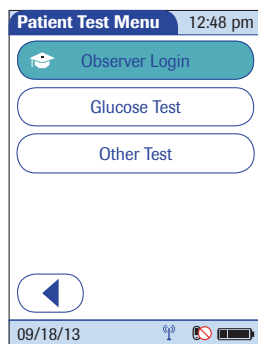 Patient Test Menu 12:48 pm
Observer Login
Glucose Test
Other Test
09/18/13